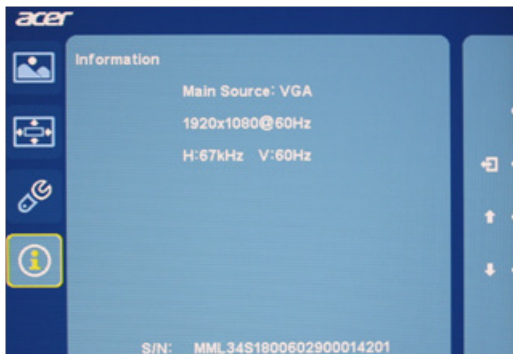 acer
Information
Main Source: VGA
1920x1080@60Hz
H:67kHz V:60Hz
S/N: MML34S1800602900014201